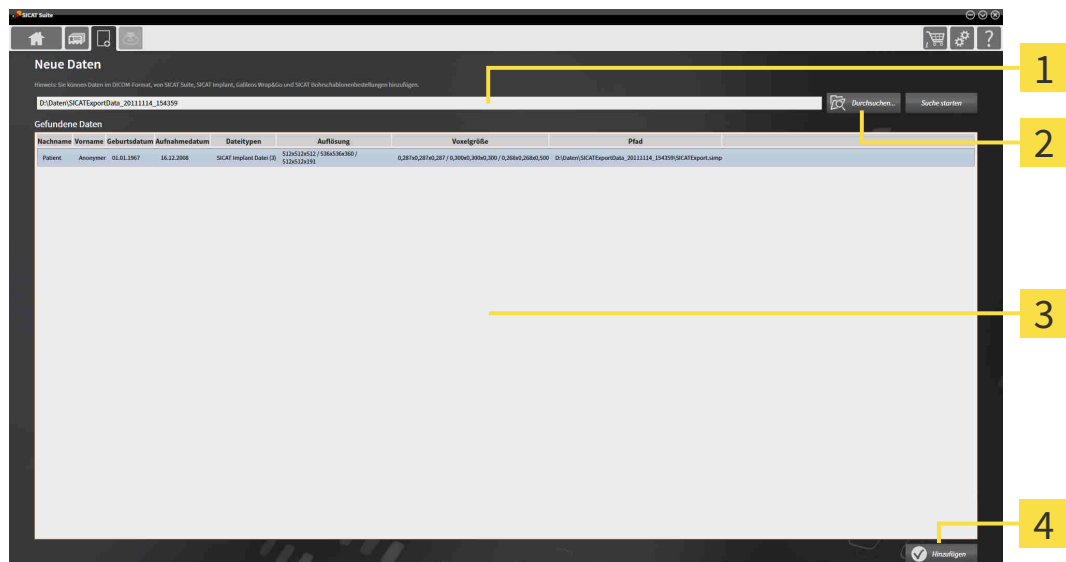 SICAT Suite
Neue Daten
Hinweis: Sie können Daten im DICOM-Format, von SICAT Suite, SICAT Implant, Galileos Wrap&Go und SICAT Bohrschablonenbestellungen hinzufügen.
D:\Daten\SICATExportData_20111114_154359
Durchsuchen...
Suche starten
Gefundene Daten
Nachname Vorname Geburtsdatum Aufnahmedatum Dateitypen Auflösung Voxelgröße Pfad
Patient Anonymer 01.01.1967 16.12.2008 SICAT Implant Datei (3) 512x512x512 / 536x536x360 / 0,287x0,287x0,287 / 0,300x0,300x0,300 / 0,268x0,268x0,500 D:\Daten\SICATExportData_20111114_154359\SICATExport.simp
512x512x191
Hinzufügen
1
2
3
4